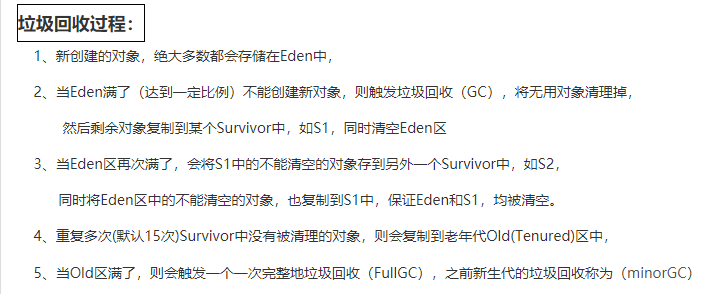 垃圾回收过程：
1、新创建的对象，绝大多数都会存储在Eden中，
2、当Eden满了（达到一定比例）不能创建新对象，则触发垃圾回收（GC），将无用对象清理掉，
然后剩余对象复制到某个Survivor中，如S1，同时清空Eden区
3、当Eden区再次满了，会将S1中的不能清空的对象存到另外一个Survivor中，如S2，
同时将Eden区中的不能清空的对象，也复制到S1中，保证Eden和S1，均被清空。
4、重复多次(默认15次)Survivor中没有被清理的对象，则会复制到老年代Old(Tenured)区中，
5、当Old区满了，则会触发一个一次完整地垃圾回收（FullGC），之前新生代的垃圾回收称为（minorGC）